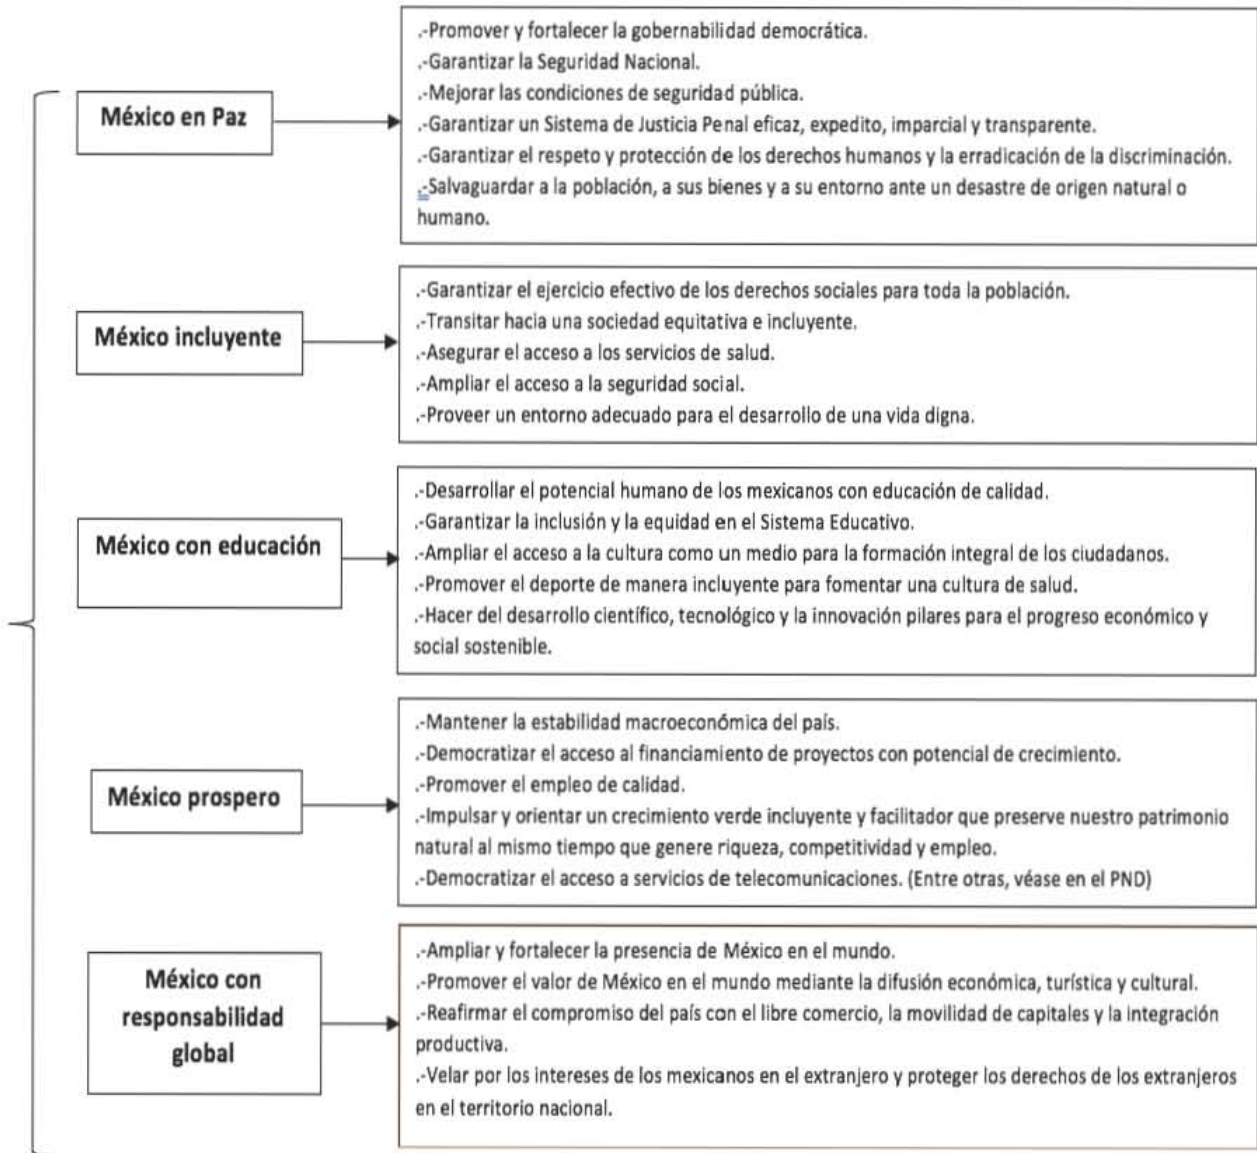 México en Paz
.-Promover y fortalecer la gobernabilidad democrática.
.-Garantizar la Seguridad Nacional.
.-Mejorar las condiciones de seguridad pública.
.-Garantizar un Sistema de Justicia Penal eficaz, expedito, imparcial y transparente.
.-Garantizar el respeto y protección de los derechos humanos y la erradicación de la discriminación.
.-Salvaguardar a la población, a sus bienes y a su entorno ante un desastre de origen natural o
humano.
México incluyente
.-Garantizar el ejercicio efectivo de los derechos sociales para toda la población.
.-Transitar hacia una sociedad equitativa e incluyente.
.-Asegurar el acceso a los servicios de salud.
.-Ampliar el acceso a la seguridad social.
.-Proveer un entorno adecuado para el desarrollo de una vida digna.
México con educación
.-Desarrollar el potencial humano de los mexicanos con educación de calidad.
.-Garantizar la inclusión y la equidad en el Sistema Educativo.
.-Ampliar el acceso a la cultura como un medio para la formación integral de los ciudadanos.
.-Promover el deporte de manera incluyente para fomentar una cultura de salud.
.-Hacer del desarrollo científico, tecnológico y la innovación pilares para el progreso económico y
social sostenible.
México prospero
.-Mantener la estabilidad macroeconómica del país.
.-Democratizar el acceso al financiamiento de proyectos con potencial de crecimiento.
.-Promover el empleo de calidad.
.-Impulsar y orientar un crecimiento verde incluyente y facilitador que preserve nuestro patrimonio
natural al mismo tiempo que genere riqueza, competitividad y empleo.
.-Democratizar el acceso a servicios de telecomunicaciones. (Entre otras, véase en el PND)
México con
responsabilidad
global
.-Ampliar y fortalecer la presencia de México en el mundo.
.-Promover el valor de México en el mundo mediante la difusión económica, turística y cultural.
.-Reafirmar el compromiso del país con el libre comercio, la movilidad de capitales y la integración
productiva.
.-Velar por los intereses de los mexicanos en el extranjero y proteger los derechos de los extranjeros
en el territorio nacional.